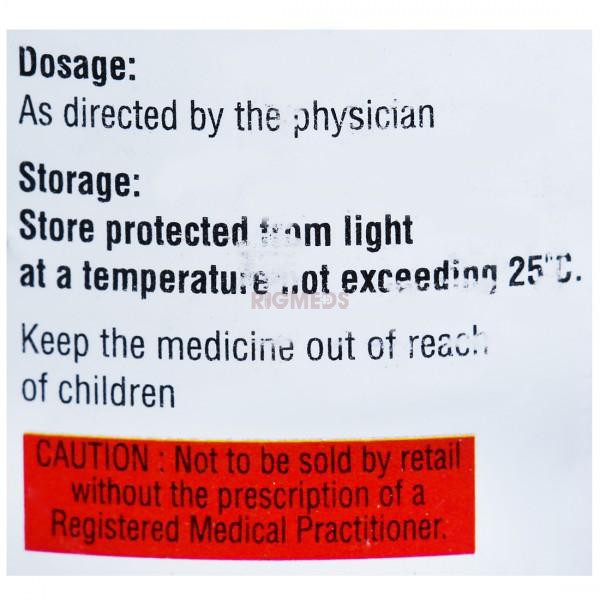 Dosage:
As directed by the physician
Storage:
Store protected from light
at a temperature not exceeding 25°C.
RIGMEDS
Keep the medicine out of reach
of children
CAUTION : Not to be sold by retail
without the prescription of a
Registered Medical Practitioner.